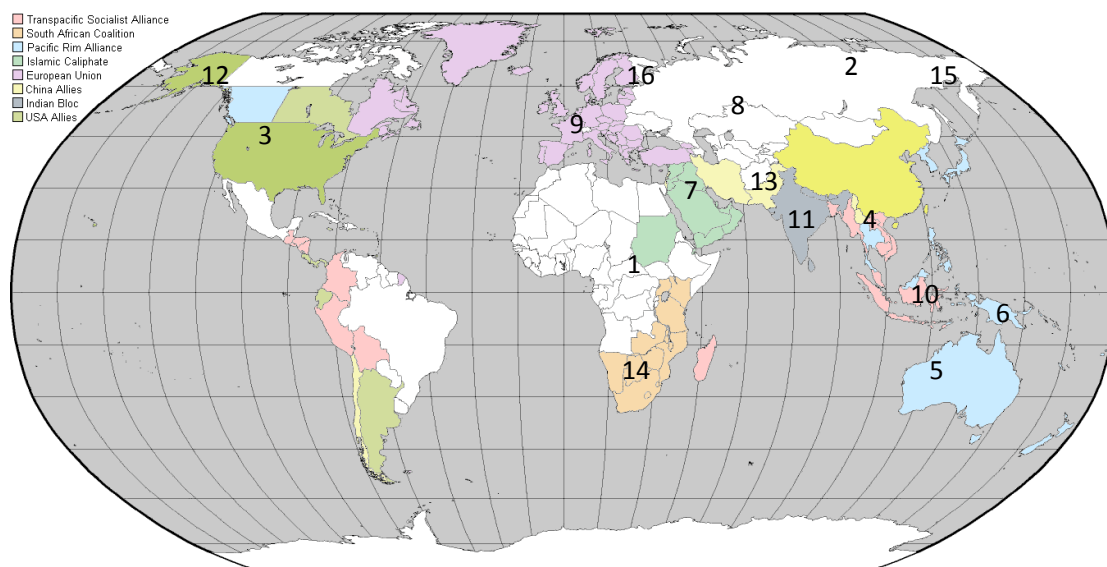 Transpacific Socialist Alliance
South African Coalition
Pacific Rim Alliance
Islamic Caliphate
European Union
China Allies
Indian Bloc
USA Allies
12
16
2
15
8
3
9
13
7
11
4
1
10
6
14
5